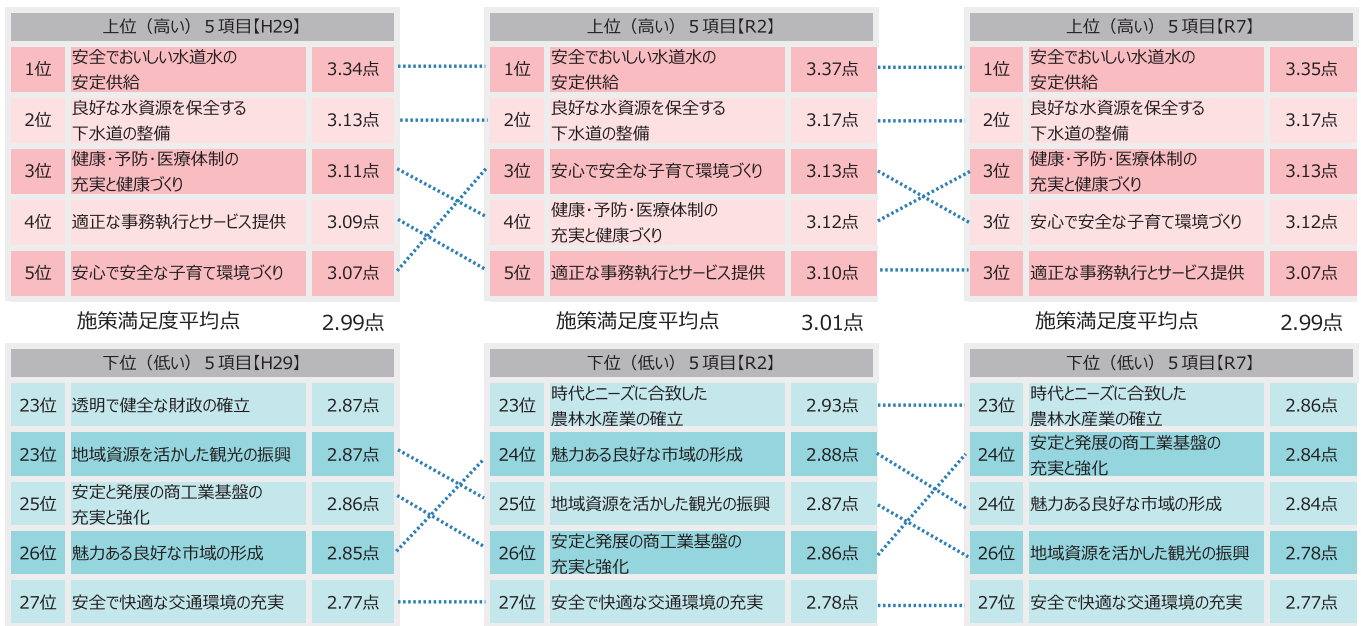 上位（高い）５項目【H29】
1位
安全でおいしい水道水の
安定供給
3.34点
2位
良好な水資源を保全する
下水道の整備
3.13点
3位
健康・予防・医療体制の
充実と健康づくり
3.11点
4位
適正な事務執行とサービス提供
3.09点
5位
安心で安全な子育て環境づくり
3.07点
施策満足度平均点
2.99点
上位（高い）５項目【R2】
1位
安全でおいしい水道水の
安定供給
3.37点
2位
良好な水資源を保全する
下水道の整備
3.17点
3位
安心で安全な子育て環境づくり
3.13点
4位
健康・予防・医療体制の
充実と健康づくり
3.12点
5位
適正な事務執行とサービス提供
3.10点
施策満足度平均点
3.01点
上位（高い）５項目【R7】
1位
安全でおいしい水道水の
安定供給
3.35点
2位
良好な水資源を保全する
下水道の整備
3.17点
3位
健康・予防・医療体制の
充実と健康づくり
3.13点
3位
安心で安全な子育て環境づくり
3.12点
3位
適正な事務執行とサービス提供
3.07点
施策満足度平均点
2.99点
下位（低い）５項目【H29】
23位
透明で健全な財政の確立
2.87点
23位
地域資源を活かした観光の振興
2.87点
25位
安定と発展の商工業基盤の
充実と強化
2.86点
26位
魅力ある良好な市域の形成
2.85点
27位
安全で快適な交通環境の充実
2.77点
下位（低い）５項目【R2】
23位
時代とニーズに合致した
農林水産業の確立
2.93点
24位
魅力ある良好な市域の形成
2.88点
25位
地域資源を活かした観光の振興
2.87点
26位
安定と発展の商工業基盤の
充実と強化
2.86点
27位
安全で快適な交通環境の充実
2.78点
下位（低い）５項目【R7】
23位
時代とニーズに合致した
農林水産業の確立
2.86点
24位
安定と発展の商工業基盤の
充実と強化
2.84点
24位
魅力ある良好な市域の形成
2.84点
26位
地域資源を活かした観光の振興
2.78点
27位
安全で快適な交通環境の充実
2.77点